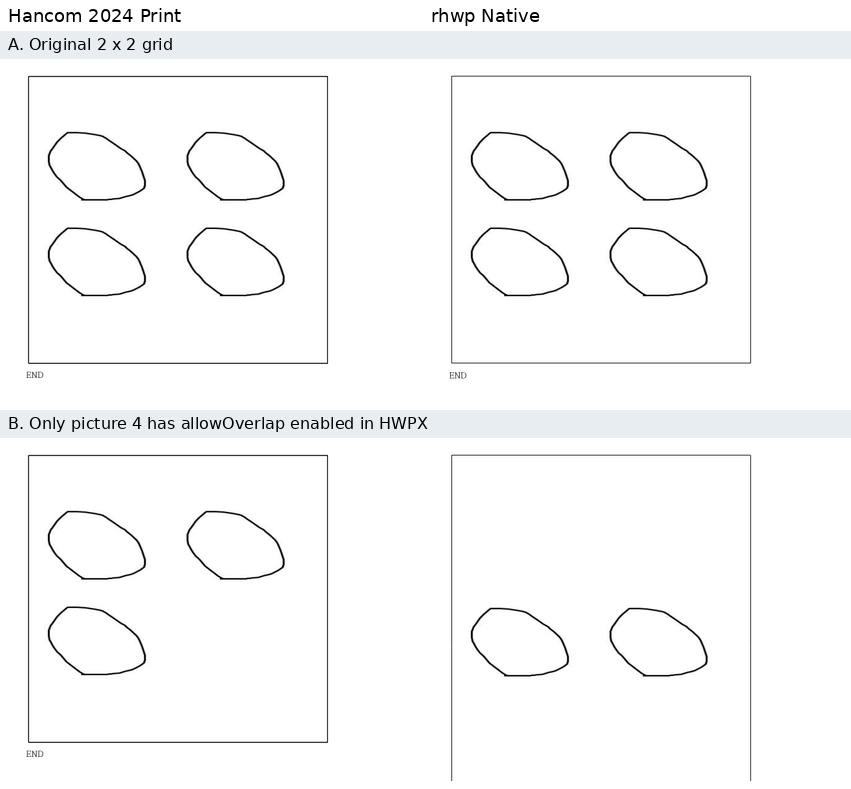 Hancom 2024 Print
rhwp Native
A. Original 2 x 2 grid
END
END
B. Only picture 4 has allowOverlap enabled in HWPX
END